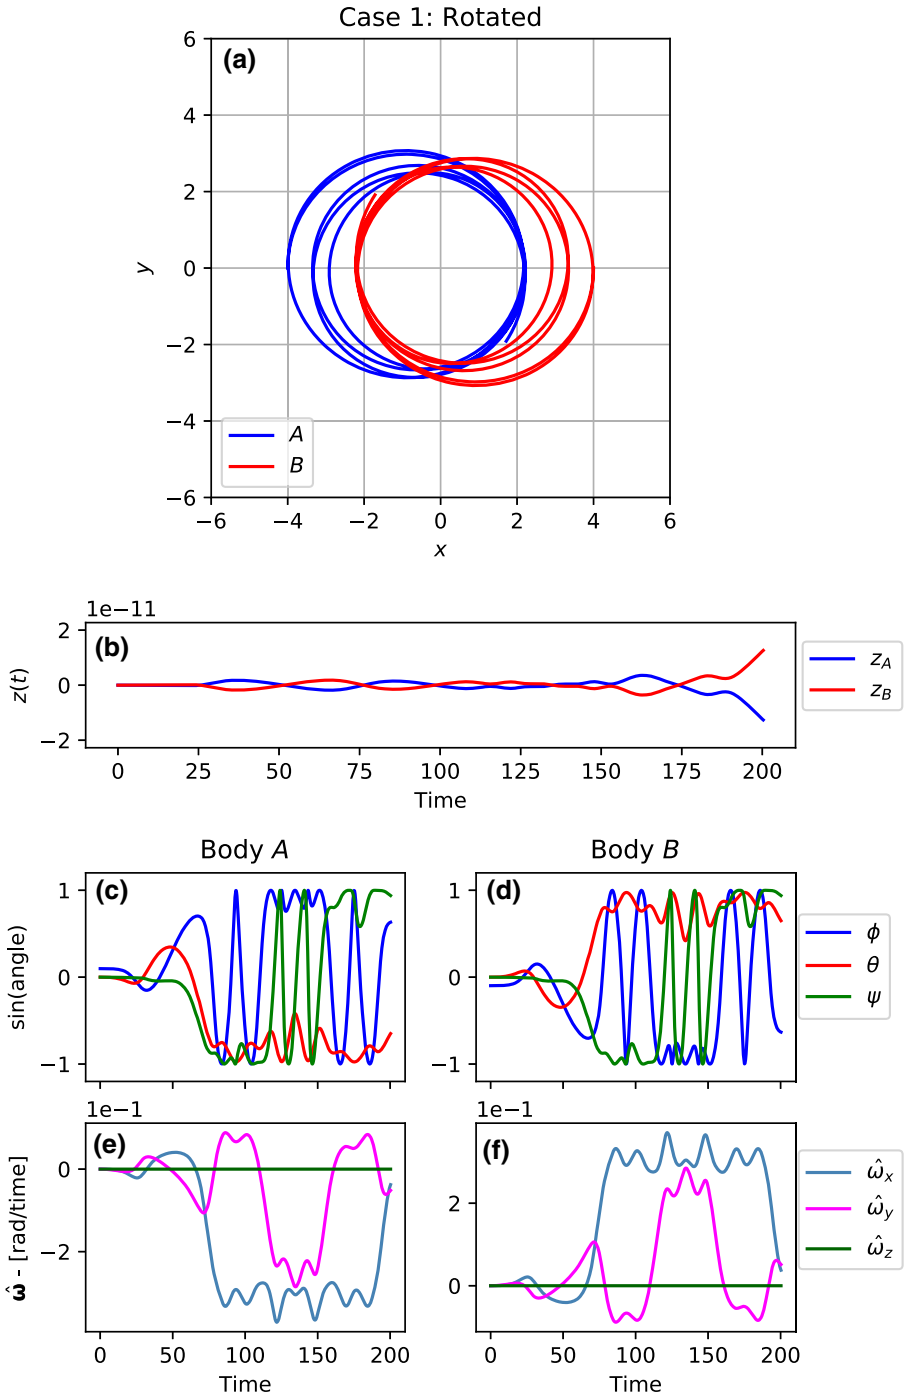 Case 1: Rotated
(a)
6
4
2
0
−2
−4
−6
y
A
B
−6 −4 −2 0 2 4 6
x
1e−11
(b)
2
0
−2
z(t)
z_A
z_B
0 25 50 75 100 125 150 175 200
Time
Body A
Body B
(c)
(d)
1
0
−1
sin(angle)
1
0
−1
ϕ
θ
ψ
1e−1
1e−1
(e)
(f)
0
−2
ω̂ - [rad/time]
2
0
ω̂_x
ω̂_y
ω̂_z
0 50 100 150 200
0 50 100 150 200
Time
Time